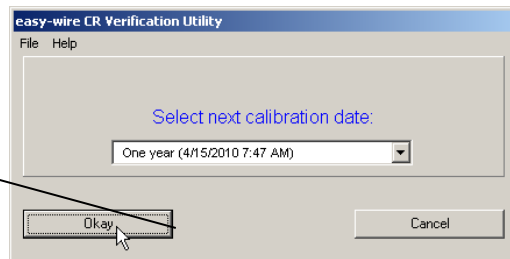 easy-wire CR Verification Utility
File Help
Select next calibration date:
One year (4/15/2010 7:47 AM)
Okay Cancel